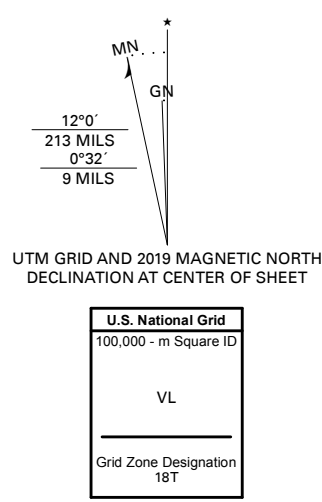 ★
MN
GN
12°0´
213 MILS
0°32´
9 MILS
UTM GRID AND 2019 MAGNETIC NORTH
DECLINATION AT CENTER OF SHEET
U.S. National Grid
100,000 - m Square ID
VL
Grid Zone Designation
18T